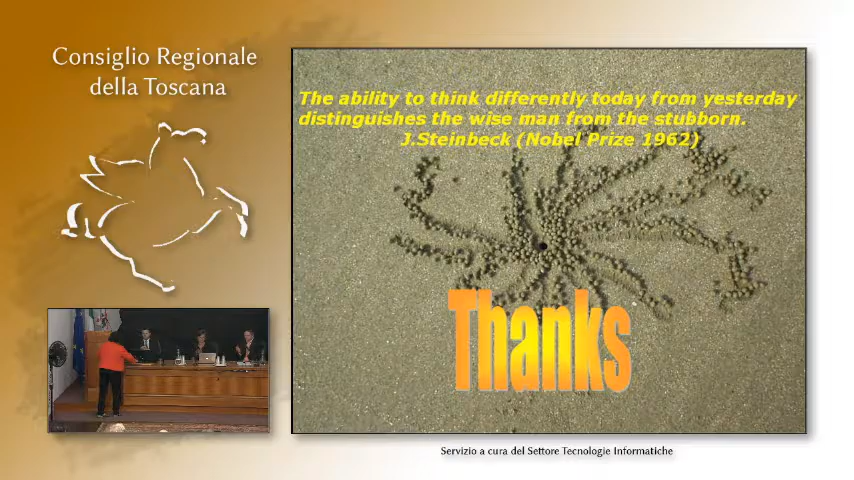 Consiglio Regionale
della Toscana
The ability to think differently today from yesterday
distinguishes the wise man from the stubborn.
J.Steinbeck (Nobel Prize 1962)
Thanks
Servizio a cura del Settore Tecnologie Informatiche